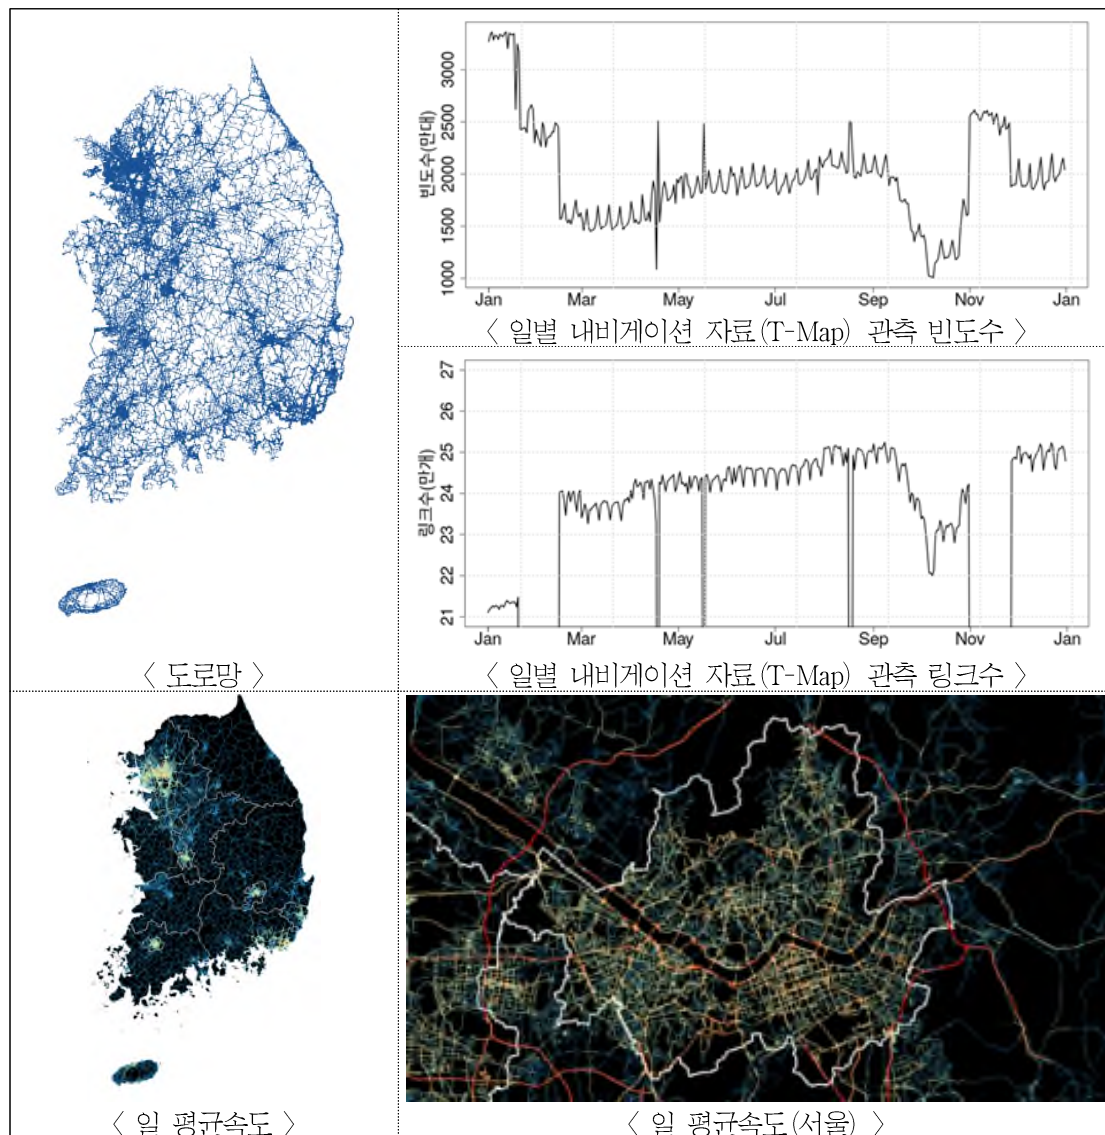 빈도수(만대)
3000
2500
2000
1500
1000
Jan Mar May Jul Sep Nov Jan
〈 일별 내비게이션 자료(T-Map) 관측 빈도수 〉
링크수(만개)
27
26
25
24
23
22
21
Jan Mar May Jul Sep Nov Jan
〈 도로망 〉
〈 일별 내비게이션 자료(T-Map) 관측 링크수 〉
〈 일 평균속도 〉
〈 일 평균속도(서울) 〉